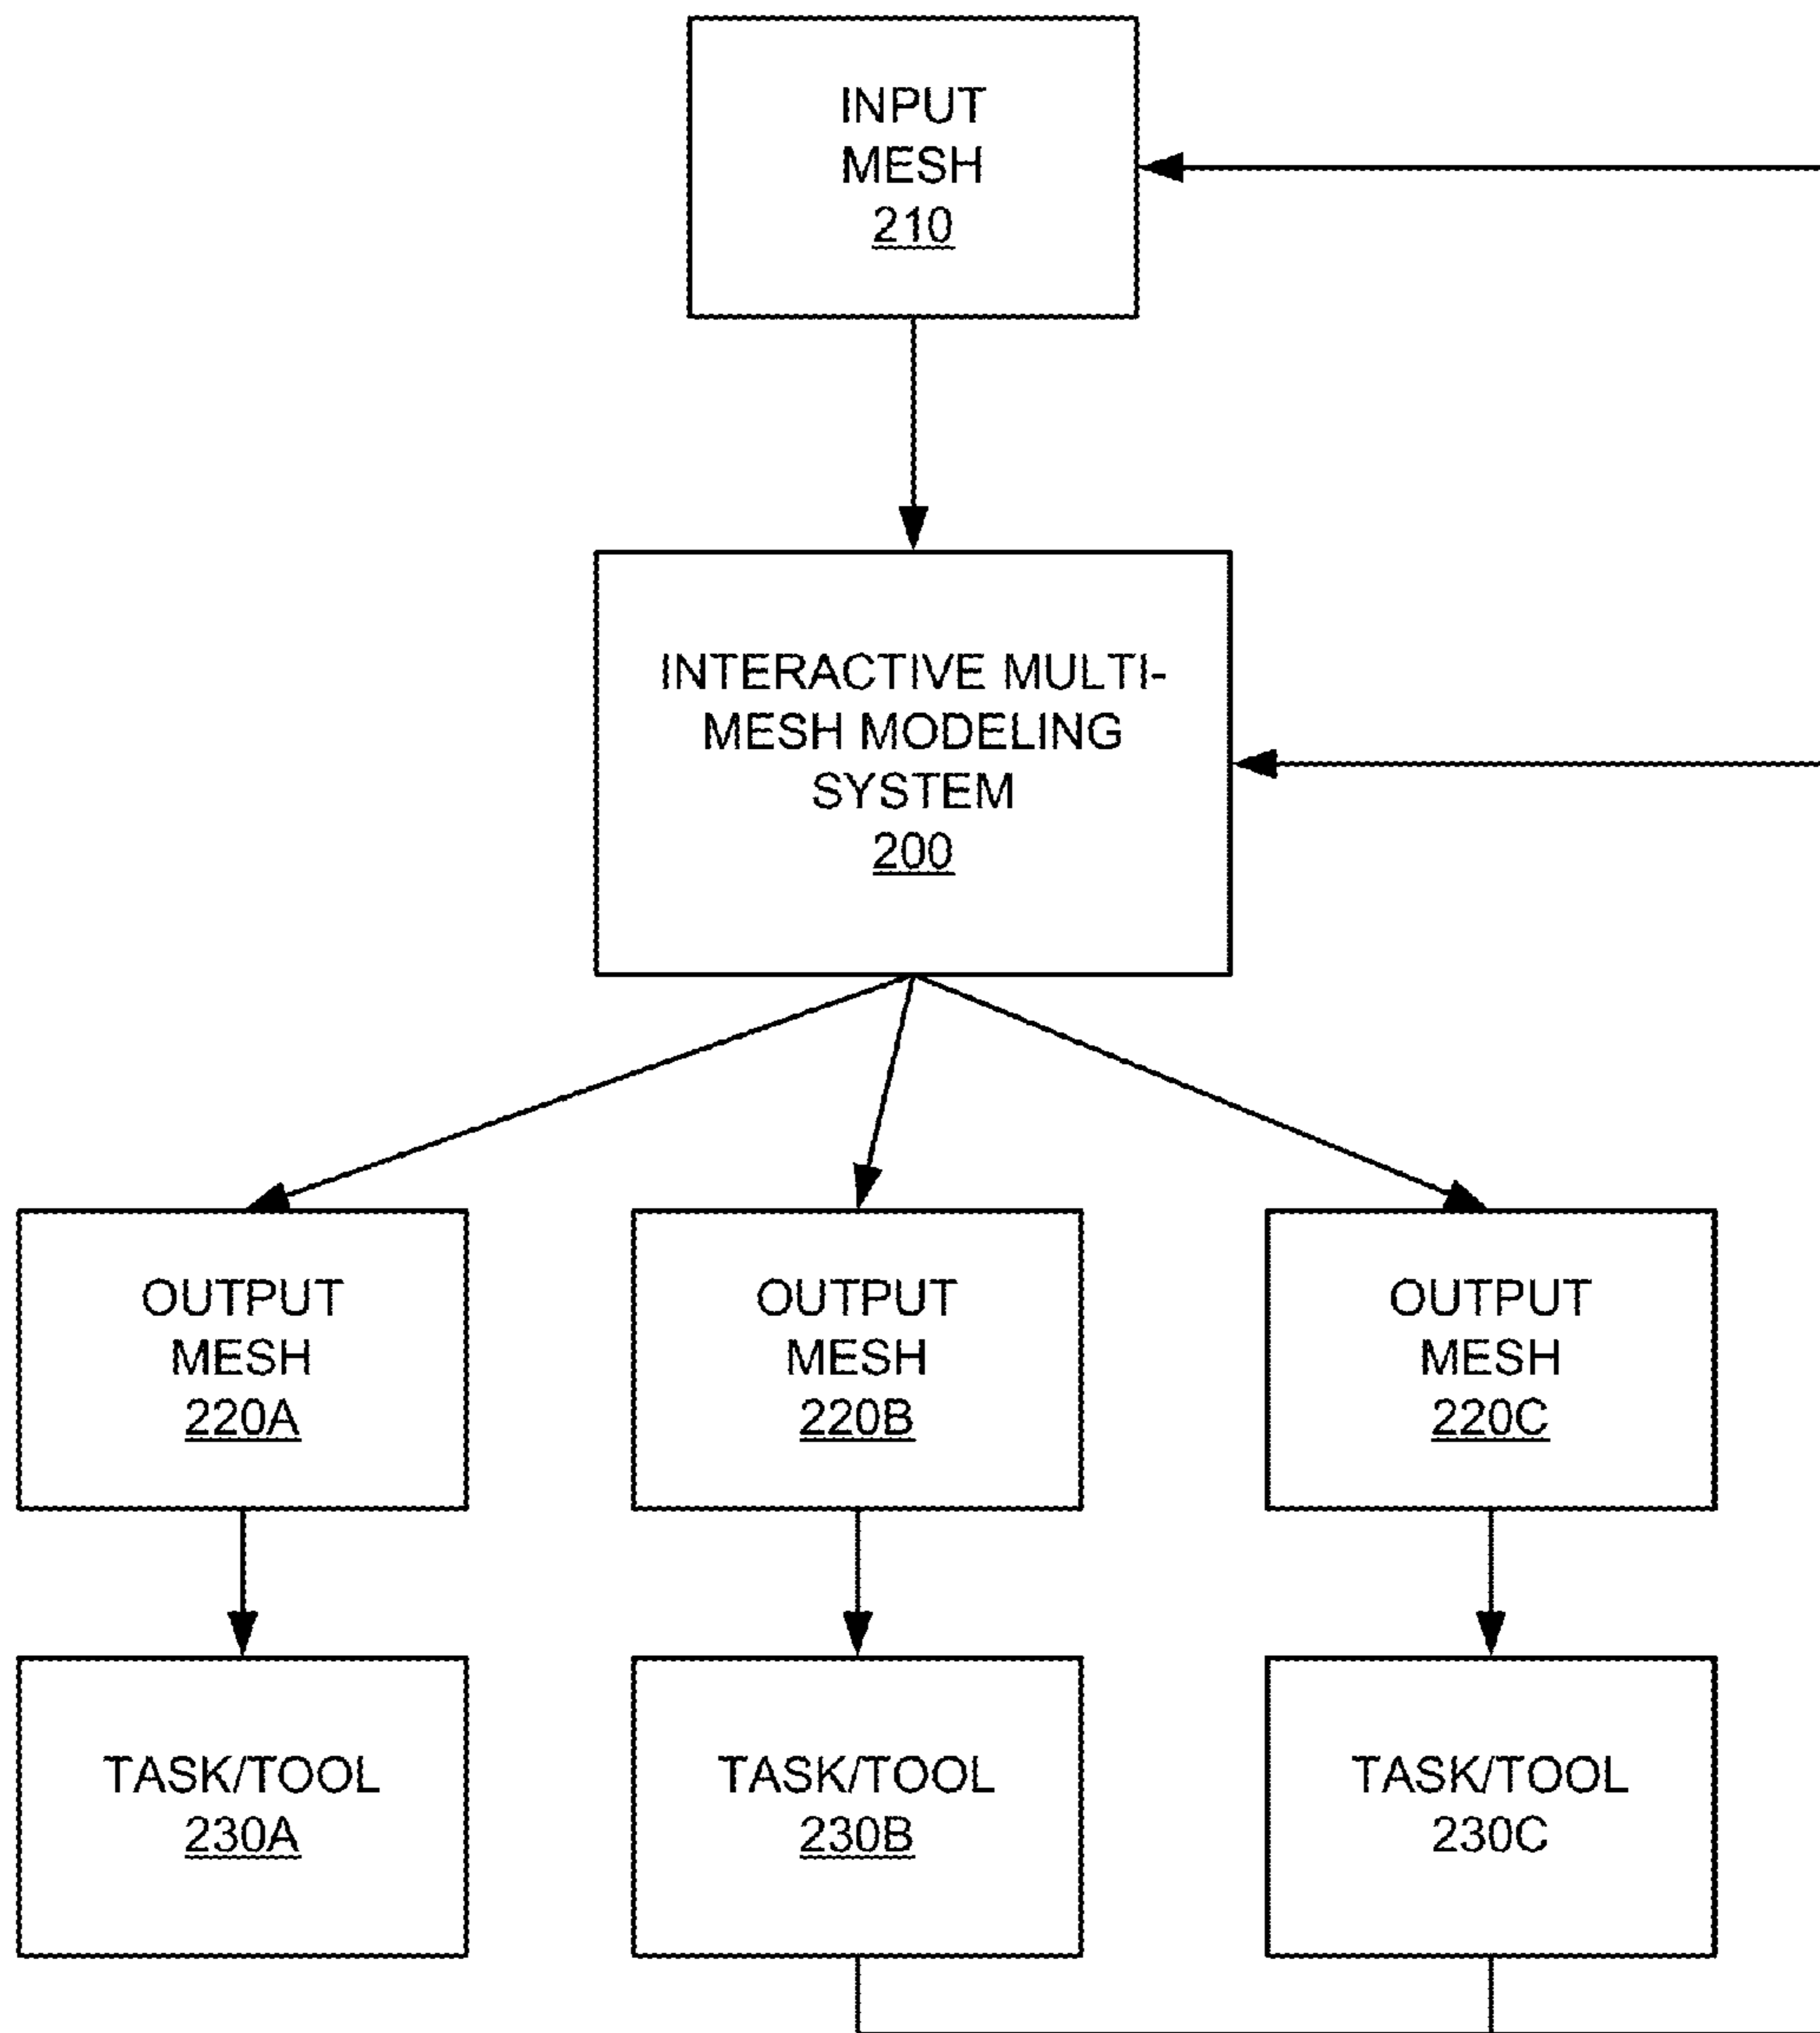 INPUT
MESH
210
INTERACTIVE MULTI-
MESH MODELING
SYSTEM
200
OUTPUT
MESH
220A
OUTPUT
MESH
220B
OUTPUT
MESH
220C
TASK/TOOL
230A
TASK/TOOL
230B
TASK/TOOL
230C